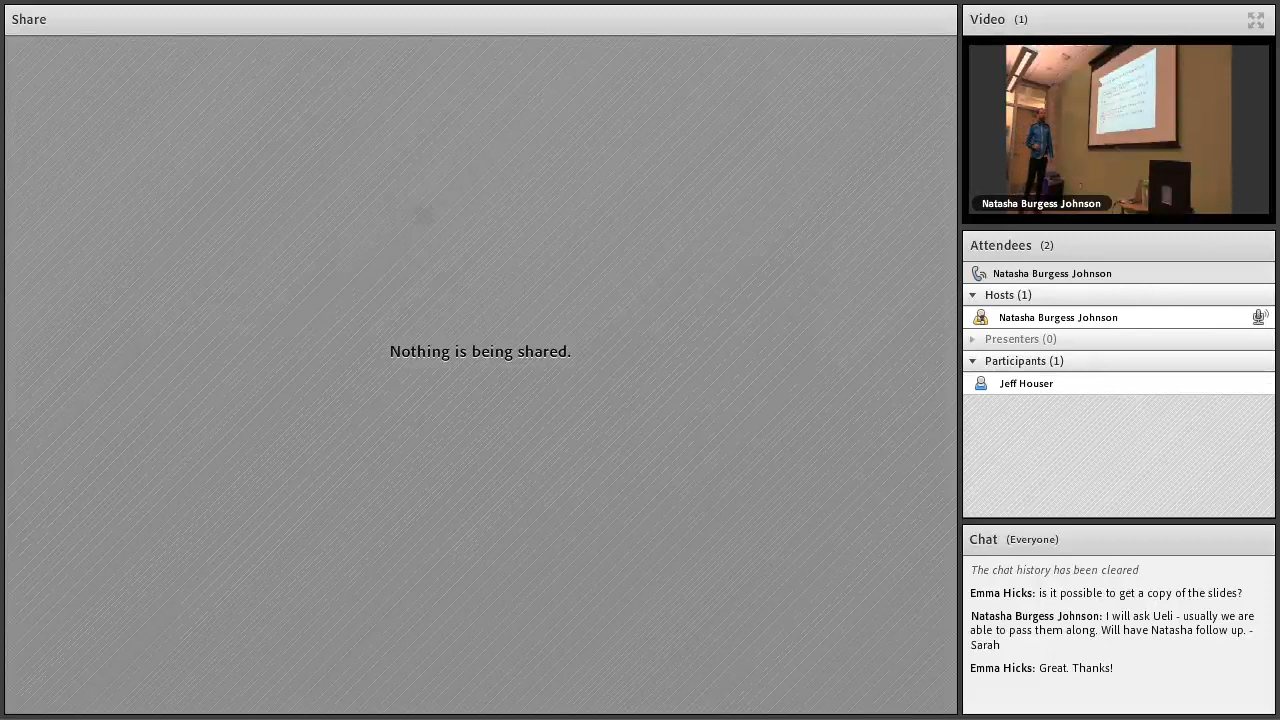 Share
Nothing is being shared.
Video (1)
Natasha Burgess Johnson
Attendees (2)
Natasha Burgess Johnson
Hosts (1)
Natasha Burgess Johnson
Presenters (0)
Participants (1)
Jeff Houser
Chat (Everyone)
The chat history has been cleared
Emma Hicks: is it possible to get a copy of the slides?
Natasha Burgess Johnson: I will ask Ueli - usually we are
able to pass them along. Will have Natasha follow up. -
Sarah
Emma Hicks: Great. Thanks!